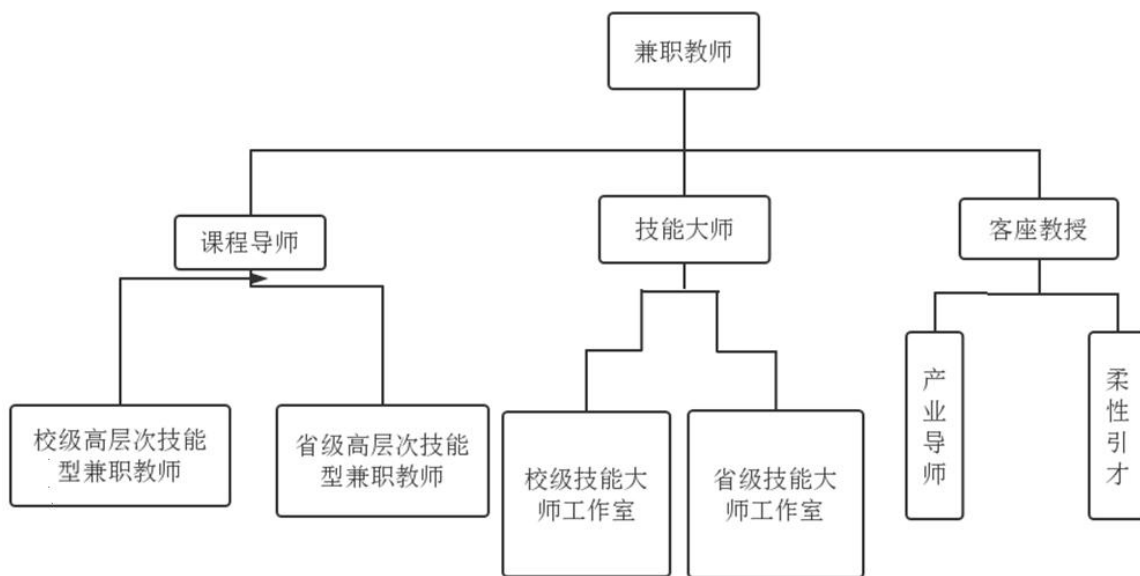 兼职教师
课程导师
技能大师
客座教授
校级高层次技能
型兼职教师
省级高层次技能
型兼职教师
校级技能大
师工作室
省级技能大
师工作室
产业导师
柔性引才